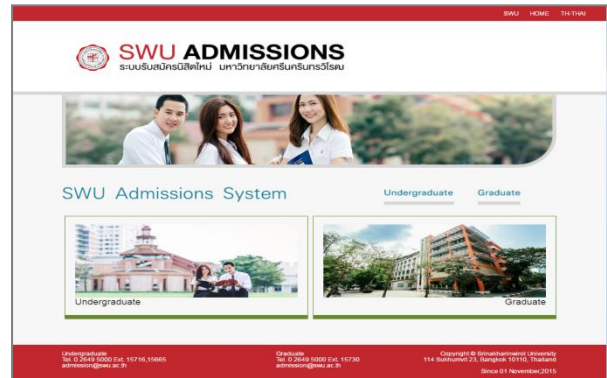 SWU HOME TH-THAI
SWU ADMISSIONS
ระบบรับสมัครนิสิตใหม่ มหาวิทยาลัยศรีนครินทรวิโรฒ
SWU Admissions System
Undergraduate Graduate
Undergraduate
Graduate
Undergraduate
Tel. 0 2649 5000 Ext. 15716,15665
admission@swu.ac.th
Graduate
Tel. 0 2649 5000 Ext. 15730
admission@swu.ac.th
Copyright © Srinakharinwirot University
114 Sukhumvit 23, Bangkok 10110, Thailand
Since 01 November,2015